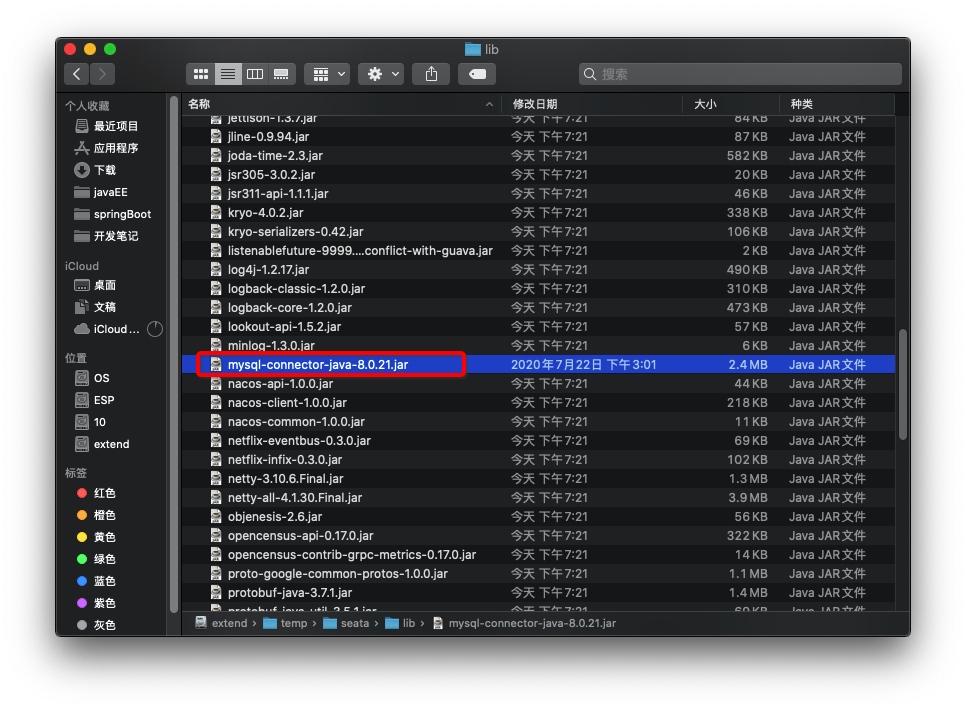 lib
搜索
个人收藏
最近项目
应用程序
下载
javaEE
springBoot
开发笔记
iCloud
桌面
文稿
iCloud ...
位置
OS
ESP
10
extend
标签
红色
橙色
黄色
绿色
蓝色
紫色
灰色
名称 修改日期 大小 种类
jettison-1.3.7.jar 今天 下午7:21 84 KB Java JAR文件
jline-0.9.94.jar 今天 下午7:21 87 KB Java JAR文件
joda-time-2.3.jar 今天 下午7:21 582 KB Java JAR文件
jsr305-3.0.2.jar 今天 下午7:21 20 KB Java JAR文件
jsr311-api-1.1.1.jar 今天 下午7:21 46 KB Java JAR文件
kryo-4.0.2.jar 今天 下午7:21 338 KB Java JAR文件
kryo-serializers-0.42.jar 今天 下午7:21 106 KB Java JAR文件
listenablefuture-9999....conflict-with-guava.jar 今天 下午7:21 2 KB Java JAR文件
log4j-1.2.17.jar 今天 下午7:21 490 KB Java JAR文件
logback-classic-1.2.0.jar 今天 下午7:21 310 KB Java JAR文件
logback-core-1.2.0.jar 今天 下午7:21 473 KB Java JAR文件
lookout-api-1.5.2.jar 今天 下午7:21 57 KB Java JAR文件
minlog-1.3.0.jar 今天 下午7:21 6 KB Java JAR文件
mysql-connector-java-8.0.21.jar 2020年7月22日 下午3:01 2.4 MB Java JAR文件
nacos-api-1.0.0.jar 今天 下午7:21 44 KB Java JAR文件
nacos-client-1.0.0.jar 今天 下午7:21 218 KB Java JAR文件
nacos-common-1.0.0.jar 今天 下午7:21 11 KB Java JAR文件
netflix-eventbus-0.3.0.jar 今天 下午7:21 69 KB Java JAR文件
netflix-infix-0.3.0.jar 今天 下午7:21 102 KB Java JAR文件
netty-3.10.6.Final.jar 今天 下午7:21 1.3 MB Java JAR文件
netty-all-4.1.30.Final.jar 今天 下午7:21 3.9 MB Java JAR文件
objenesis-2.6.jar 今天 下午7:21 56 KB Java JAR文件
opencensus-api-0.17.0.jar 今天 下午7:21 322 KB Java JAR文件
opencensus-contrib-grpc-metrics-0.17.0.jar 今天 下午7:21 14 KB Java JAR文件
proto-google-common-protos-1.0.0.jar 今天 下午7:21 1.1 MB Java JAR文件
protobuf-java-3.7.1.jar 今天 下午7:21 1.4 MB Java JAR文件
protobuf-java-util-3.5.1.jar 今天 下午7:21 69 KB Java JAR文件
extend › temp › seata › lib › mysql-connector-java-8.0.21.jar